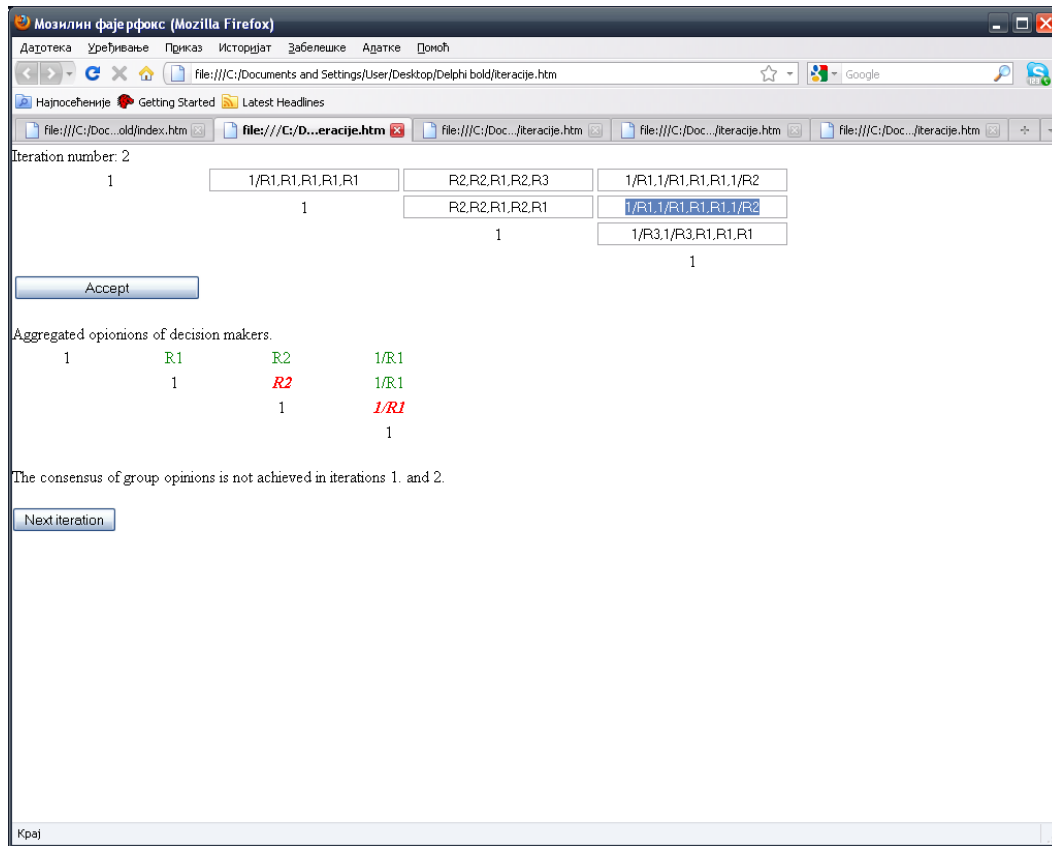 Мозилин фајерфокс (Mozilla Firefox)
Датотека Уређивање Приказ Историјат Забелешке Алатке Помоћ
file:///C:/Documents and Settings/User/Desktop/Delphi bold/iteracije.htm Google
Најпосећеније Getting Started Latest Headlines
file:///C:/Doc...old/index.htm file:///C:/D...eracije.htm file:///C:/Doc.../iteracije.htm file:///C:/Doc.../iteracije.htm file:///C:/Doc.../iteracije.htm
Iteration number: 2
1 1/R1,R1,R1,R1,R1 R2,R2,R1,R2,R3 1/R1,1/R1,R1,R1,1/R2
1 R2,R2,R1,R2,R1 1/R1,1/R1,R1,R1,1/R2
1 1/R3,1/R3,R1,R1,R1
1
Accept
Aggregated opionions of decision makers.
1 R1 R2 1/R1
1 R2 1/R1
1 1/R1
1
The consensus of group opinions is not achieved in iterations 1. and 2.
Next iteration
Крај